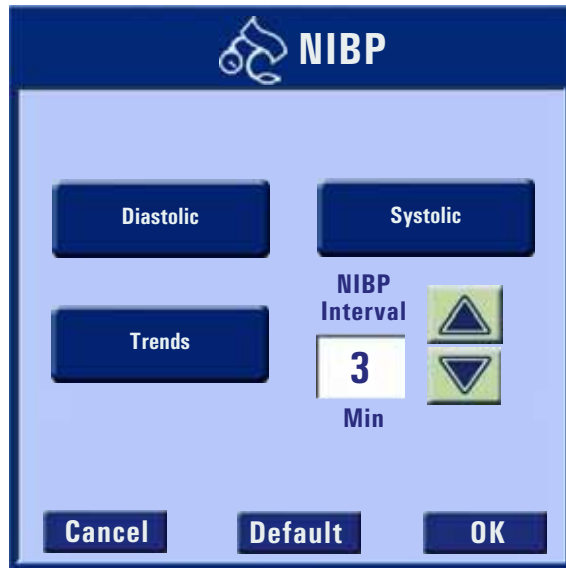 NIBP
Diastolic
Systolic
Trends
NIBP
Interval
3
Min
Cancel
Default
OK